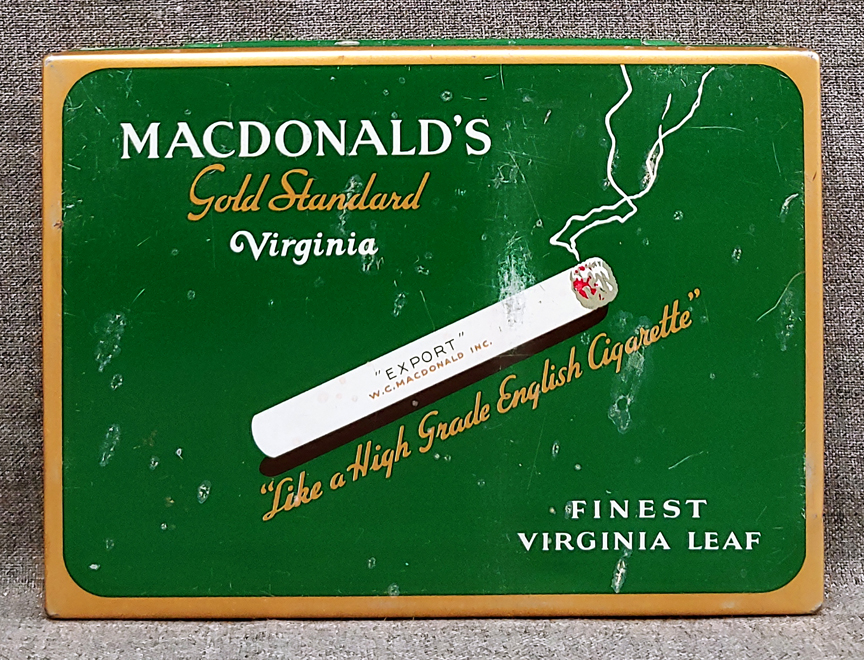 MACDONALD'S
Gold Standard
Virginia
"EXPORT"
W.C. MACDONALD INC.
"Like a High Grade English Cigarette"
FINEST
VIRGINIA LEAF